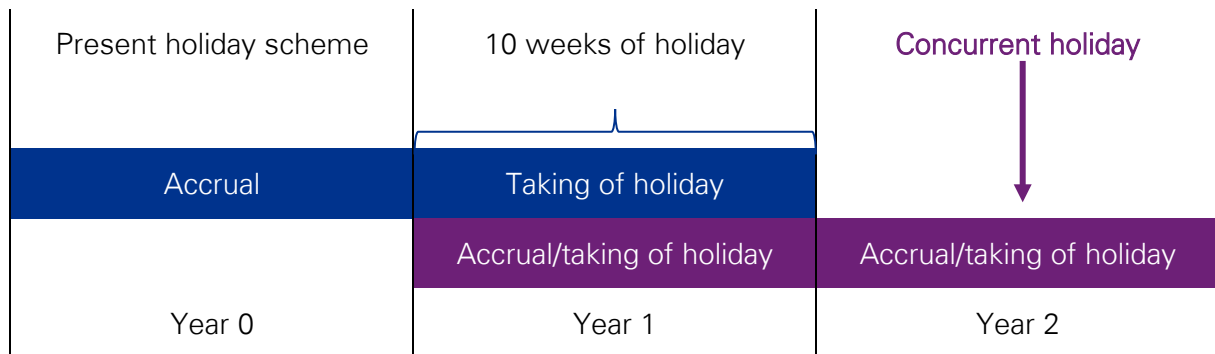 Present holiday scheme
10 weeks of holiday
Concurrent holiday
Accrual
Taking of holiday
Accrual/taking of holiday
Accrual/taking of holiday
Year 0
Year 1
Year 2